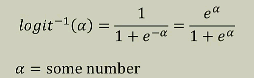 logit⁻¹(α) = 1 / (1 + e^−α) = e^α / (1 + e^α)
α = some number